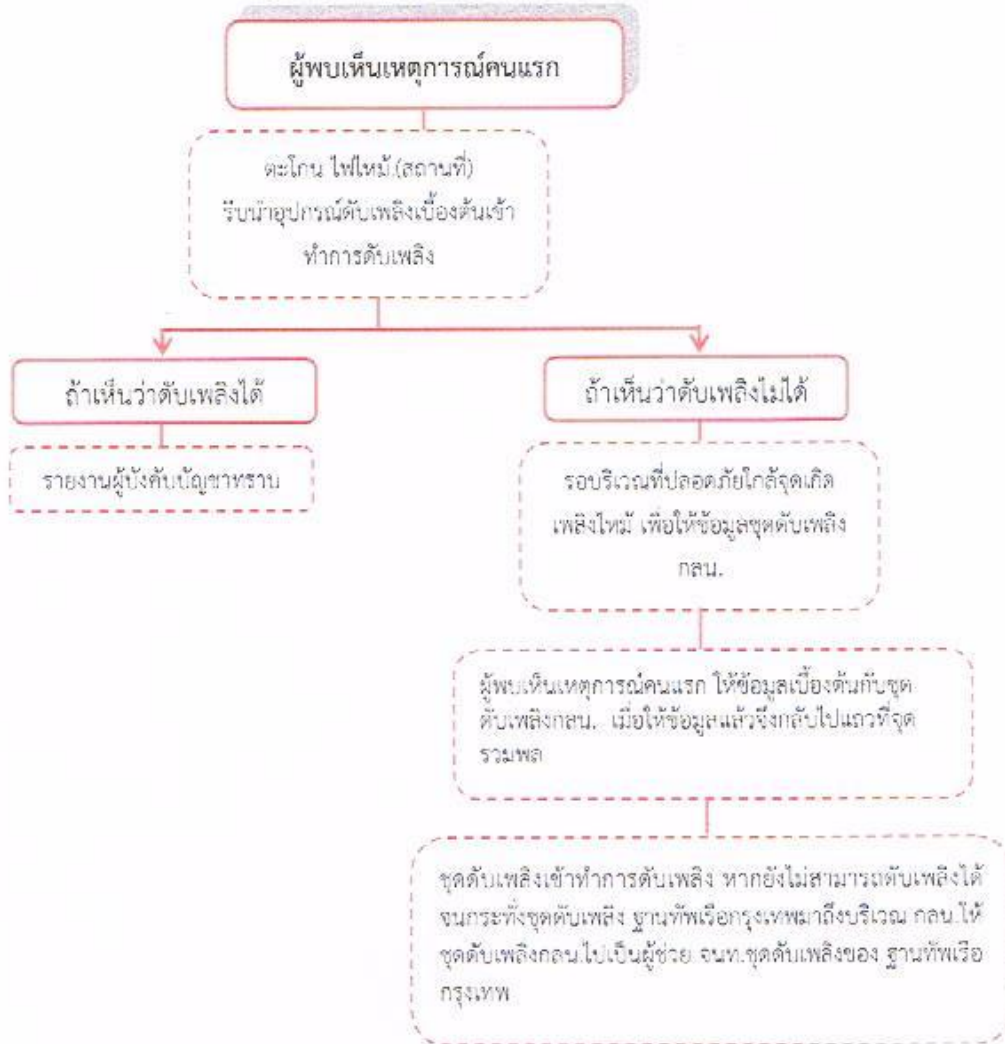 ผู้พบเห็นเหตุการณ์คนแรก
ตะโกน ไฟไหม้.(สถานที่)
รีบนำอุปกรณ์ดับเพลิงเบื้องต้นเข้า
ทำการดับเพลิง
ถ้าเห็นว่าดับเพลิงได้
ถ้าเห็นว่าดับเพลิงไม่ได้
รายงานผู้บังคับบัญชาทราบ
รอบริเวณที่ปลอดภัยใกล้จุดเกิด
เพลิงไหม้ เพื่อให้ข้อมูลชุดดับเพลิง
กลน.
ผู้พบเห็นเหตุการณ์คนแรก ให้ข้อมูลเบื้องต้นกับชุด
ดับเพลิงกลน. เมื่อให้ข้อมูลแล้วจึงกลับไปแถวที่จุด
รวมพล
ชุดดับเพลิงเข้าทำการดับเพลิง หากยังไม่สามารถดับเพลิงได้
จนกระทั่งชุดดับเพลิง ฐานทัพเรือกรุงเทพมาถึงบริเวณ กลน.ให้
ชุดดับเพลิงกลน.ไปเป็นผู้ช่วย จนท.ชุดดับเพลิงของ ฐานทัพเรือ
กรุงเทพ